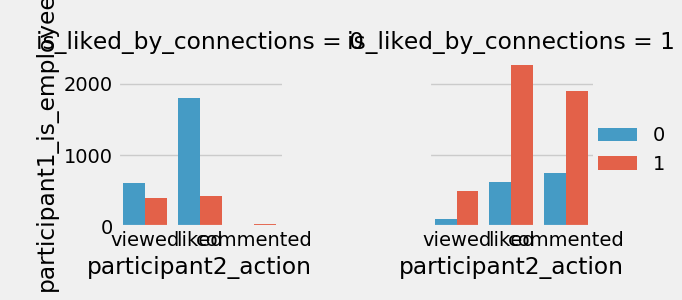 is_liked_by_connections = 0
is_liked_by_connections = 1
participant1_is_employee
2000
1000
0
viewed
liked
commented
viewed
liked
commented
participant2_action
participant2_action
0
1